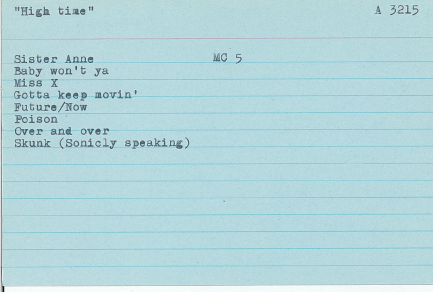 "High time" A 3215
Sister Anne MC 5
Baby won't ya
Miss X
Gotta keep movin'
Future/Now
Poison
Over and over
Skunk (Sonicly speaking)